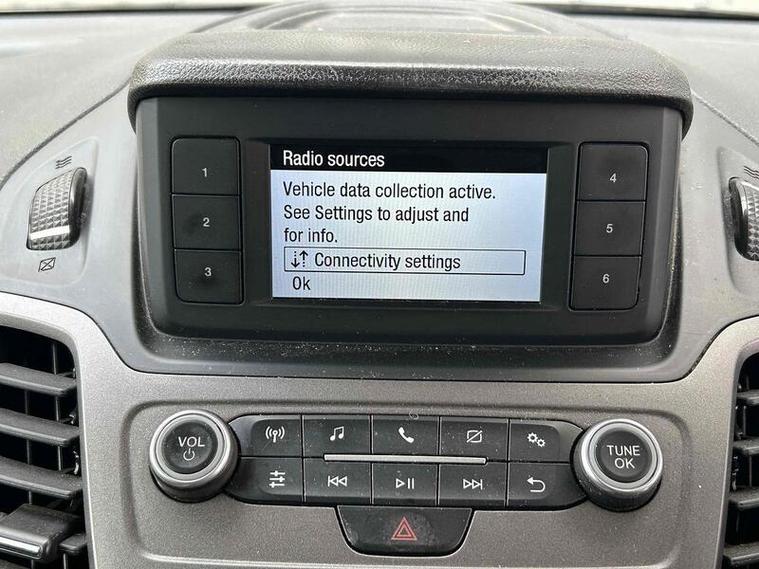 Radio sources
Vehicle data collection active.
See Settings to adjust and
for info.
Connectivity settings
Ok
1
2
3
4
5
6
VOL
TUNE
OK